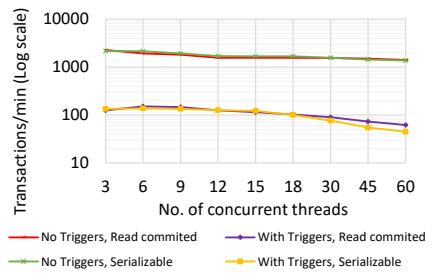 Transactions/min (Log scale)
10000
1000
100
10
3 6 9 12 15 18 30 45 60
No. of concurrent threads
No Triggers, Read commited
With Triggers, Read commited
No Triggers, Serializable
With Triggers, Serializable